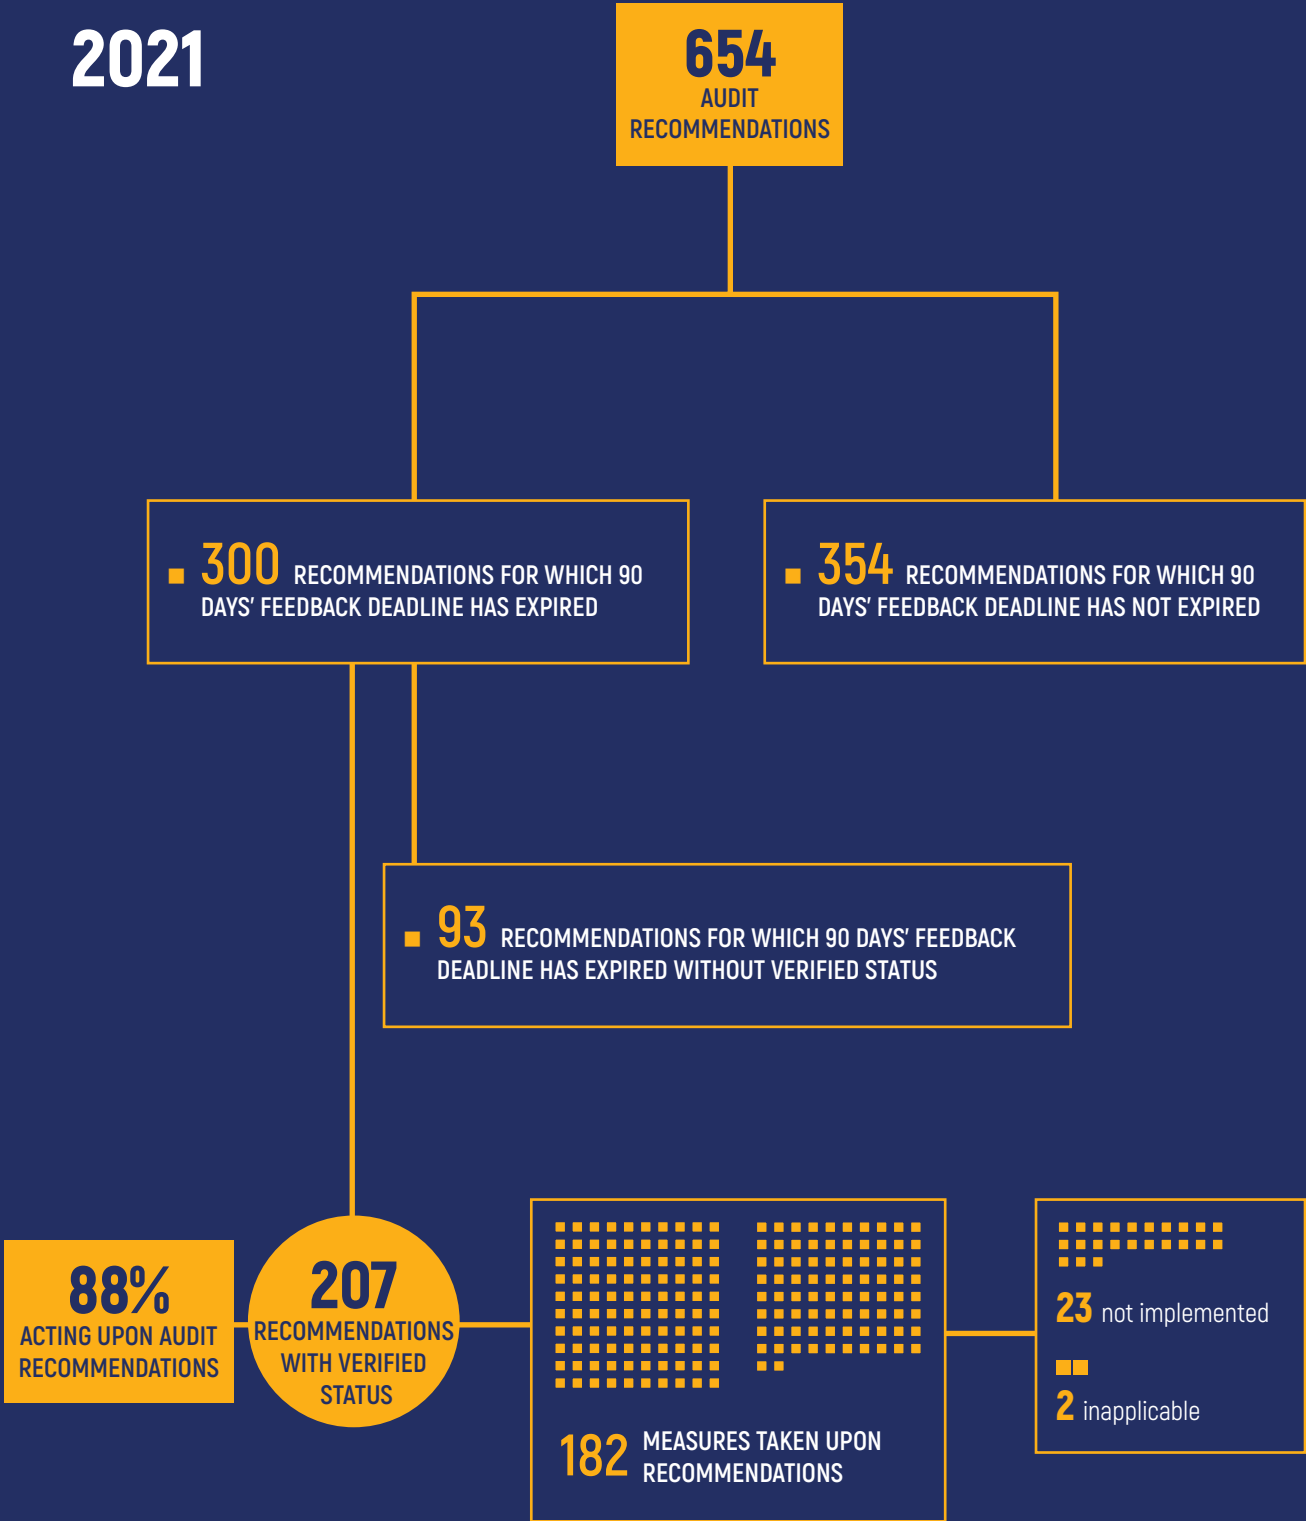 2021
654
AUDIT
RECOMMENDATIONS
300 RECOMMENDATIONS FOR WHICH 90
DAYS' FEEDBACK DEADLINE HAS EXPIRED
354 RECOMMENDATIONS FOR WHICH 90
DAYS' FEEDBACK DEADLINE HAS NOT EXPIRED
93 RECOMMENDATIONS FOR WHICH 90 DAYS' FEEDBACK
DEADLINE HAS EXPIRED WITHOUT VERIFIED STATUS
88%
ACTING UPON AUDIT
RECOMMENDATIONS
207
RECOMMENDATIONS
WITH VERIFIED
STATUS
182 MEASURES TAKEN UPON
RECOMMENDATIONS
23 not implemented
2 inapplicable